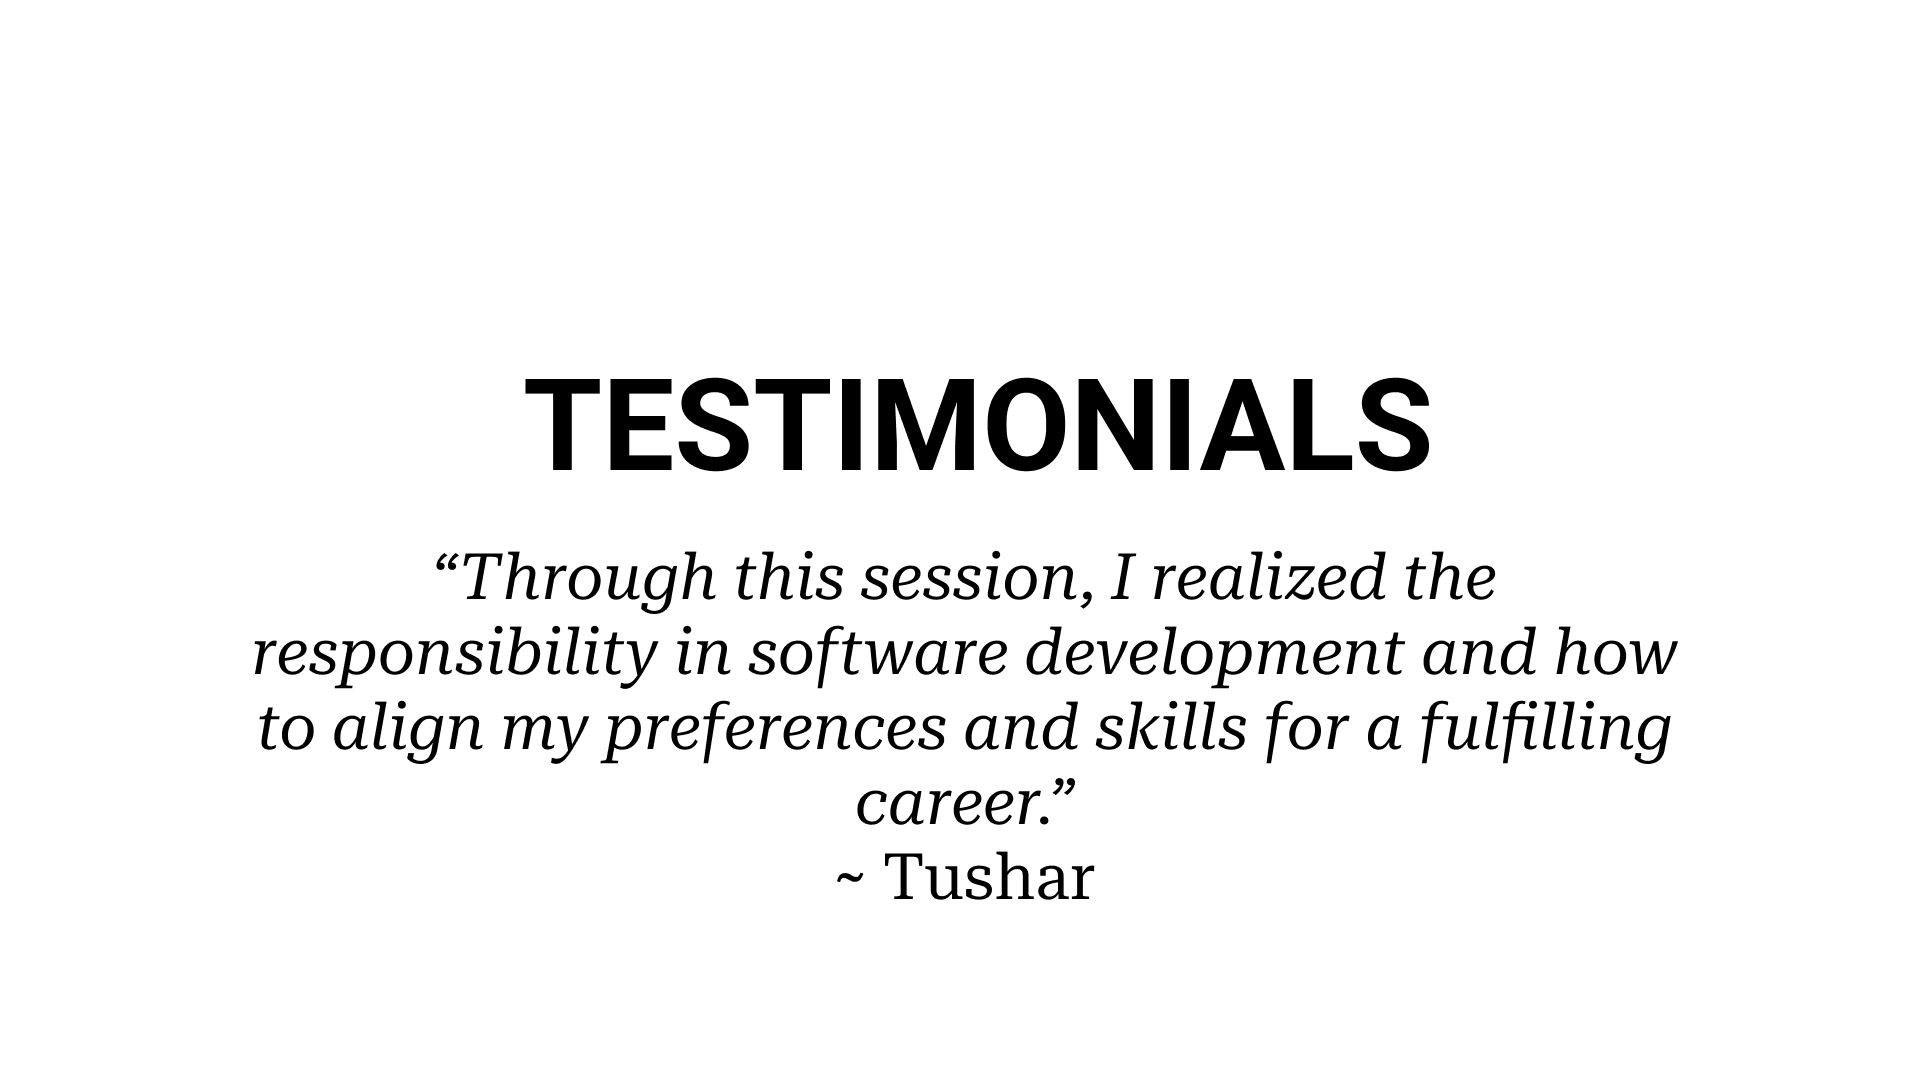 TESTIMONIALS
“Through this session, I realized the
responsibility in software development and how
to align my preferences and skills for a fulfilling
career.”
~ Tushar